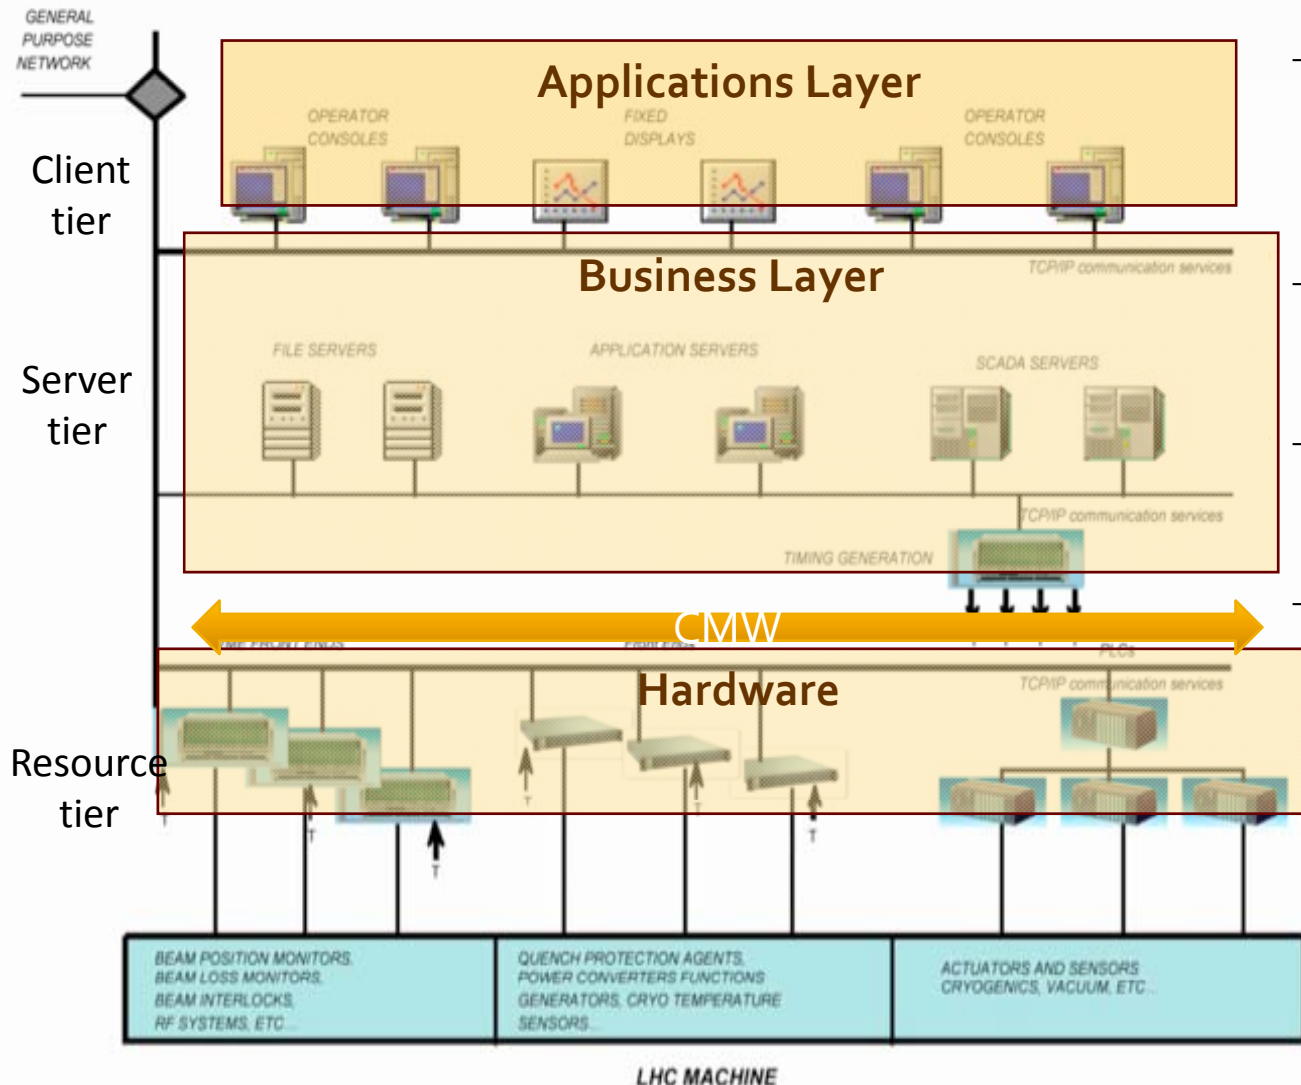 GENERAL
PURPOSE
NETWORK
Applications Layer
OPERATOR
CONSOLES
FIXED
DISPLAYS
OPERATOR
CONSOLES
Client
tier
TCP/IP communication services
Business Layer
FILE SERVERS
APPLICATION SERVERS
SCADA SERVERS
Server
tier
TCP/IP communication services
TIMING GENERATION
CMW
FRONT ENDS
PLCs
TCP/IP communication services
Hardware
Resource
tier
T
T
T
T
T
T
BEAM POSITION MONITORS,
BEAM LOSS MONITORS,
BEAM INTERLOCKS,
RF SYSTEMS, ETC...
QUENCH PROTECTION AGENTS,
POWER CONVERTERS FUNCTIONS
GENERATORS, CRYO TEMPERATURE
SENSORS...
ACTUATORS AND SENSORS
CRYOGENICS, VACUUM, ETC...
LHC MACHINE